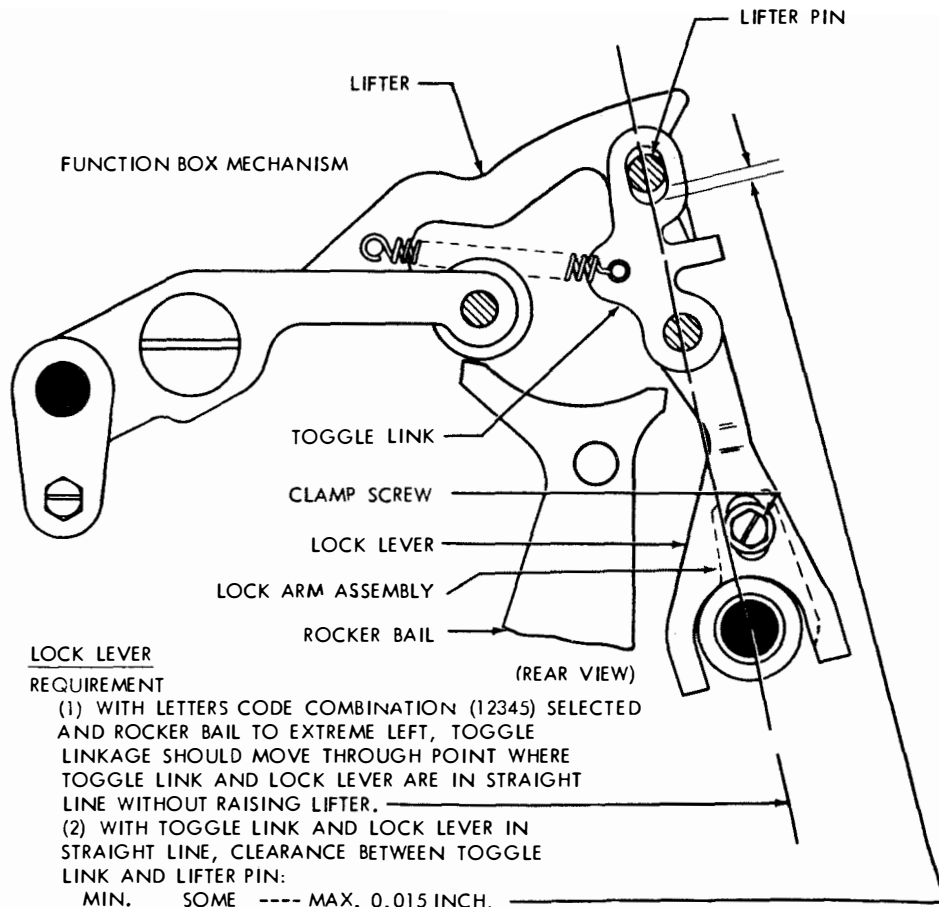 LIFTER PIN
LIFTER
FUNCTION BOX MECHANISM
TOGGLE LINK
CLAMP SCREW
LOCK LEVER
LOCK ARM ASSEMBLY
ROCKER BAIL
(REAR VIEW)
LOCK LEVER
REQUIREMENT
(1) WITH LETTERS CODE COMBINATION (12345) SELECTED
AND ROCKER BAIL TO EXTREME LEFT, TOGGLE
LINKAGE SHOULD MOVE THROUGH POINT WHERE
TOGGLE LINK AND LOCK LEVER ARE IN STRAIGHT
LINE WITHOUT RAISING LIFTER.
(2) WITH TOGGLE LINK AND LOCK LEVER IN
STRAIGHT LINE, CLEARANCE BETWEEN TOGGLE
LINK AND LIFTER PIN:
MIN. SOME ---- MAX. 0.015 INCH.